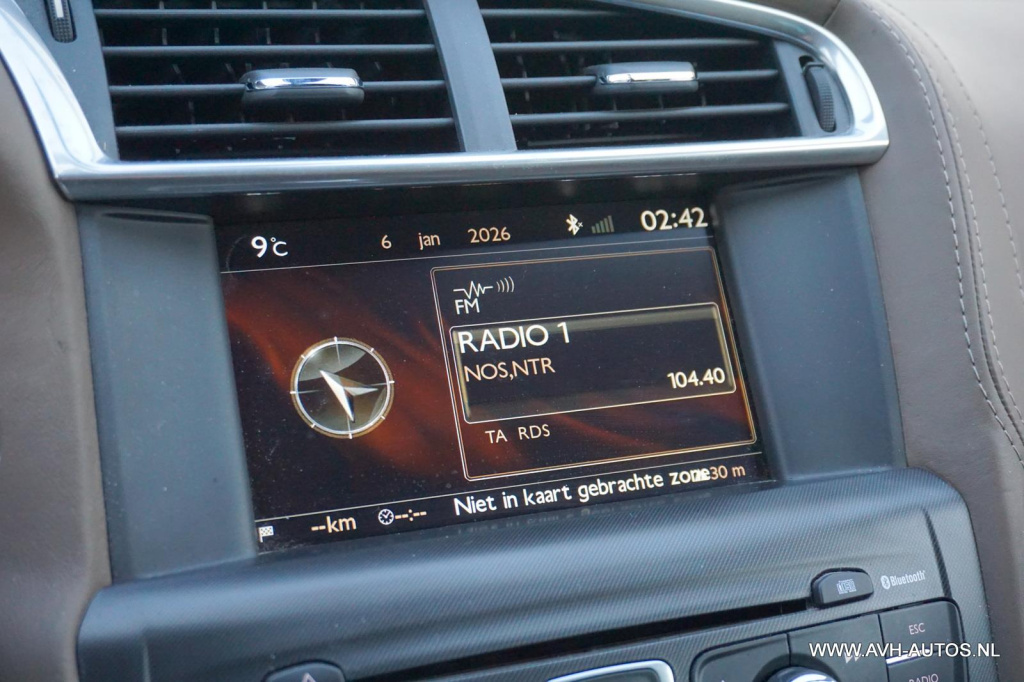 9°C 6 jan 2026 02:42
FM
RADIO 1
NOS,NTR
104.40
TA RDS
--km --:-- Niet in kaart gebrachte zone 30 m
Bluetooth
ESC
RADIO
WWW.AVH-AUTOS.NL